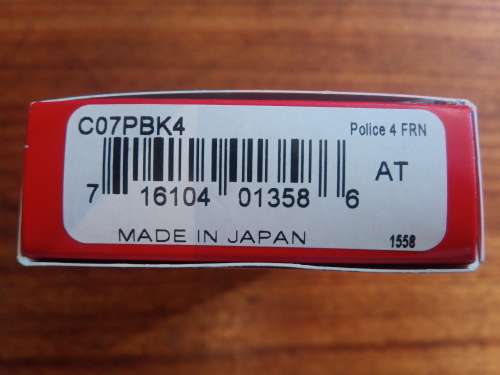 C07PBK4
Police 4 FRN
7 16104 01358 6
AT
MADE IN JAPAN
1558